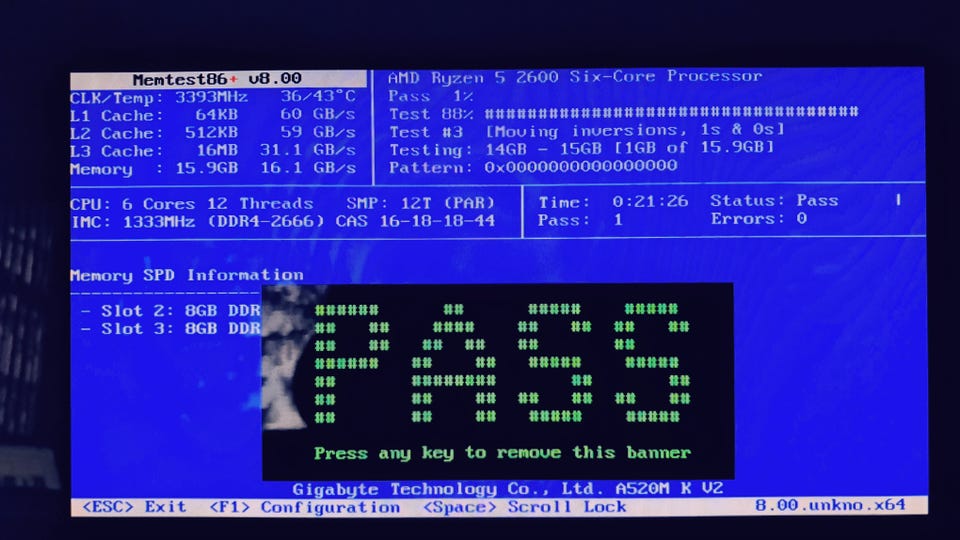 Memtest86+ v8.00
AMD Ryzen 5 2600 Six-Core Processor
CLK/Temp: 3393MHz 36/43°C
Pass 1%
L1 Cache: 64KB 60 GB/s
Test 88% ###################################
L2 Cache: 512KB 59 GB/s
Test #3 [Moving inversions, 1s & 0s]
L3 Cache: 16MB 31.1 GB/s
Testing: 14GB - 15GB [1GB of 15.9GB]
Memory : 15.9GB 16.1 GB/s
Pattern: 0x0000000000000000
CPU: 6 Cores 12 Threads SMP: 12T (PAR)
Time: 0:21:26 Status: Pass
IMC: 1333MHz (DDR4-2666) CAS 16-18-18-44
Pass: 1 Errors: 0
Memory SPD Information
- Slot 2: 8GB DDR
- Slot 3: 8GB DDR
PASS
Press any key to remove this banner
Gigabyte Technology Co., Ltd. A520M K V2
<ESC> Exit <F1> Configuration <Space> Scroll Lock 8.00.unkno.x64